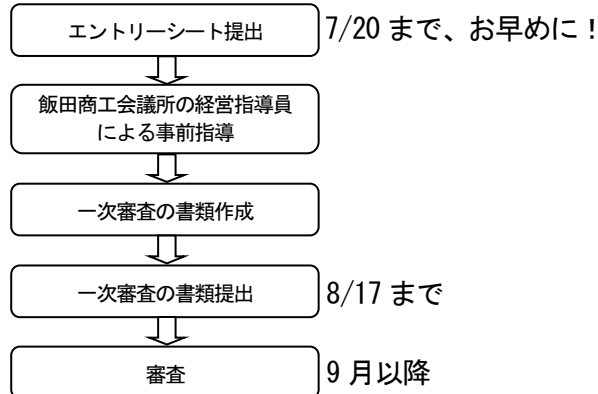 エントリーシート提出
7/20 まで、お早めに！
飯田商工会議所の経営指導員
による事前指導
一次審査の書類作成
一次審査の書類提出
8/17 まで
審査
9 月以降